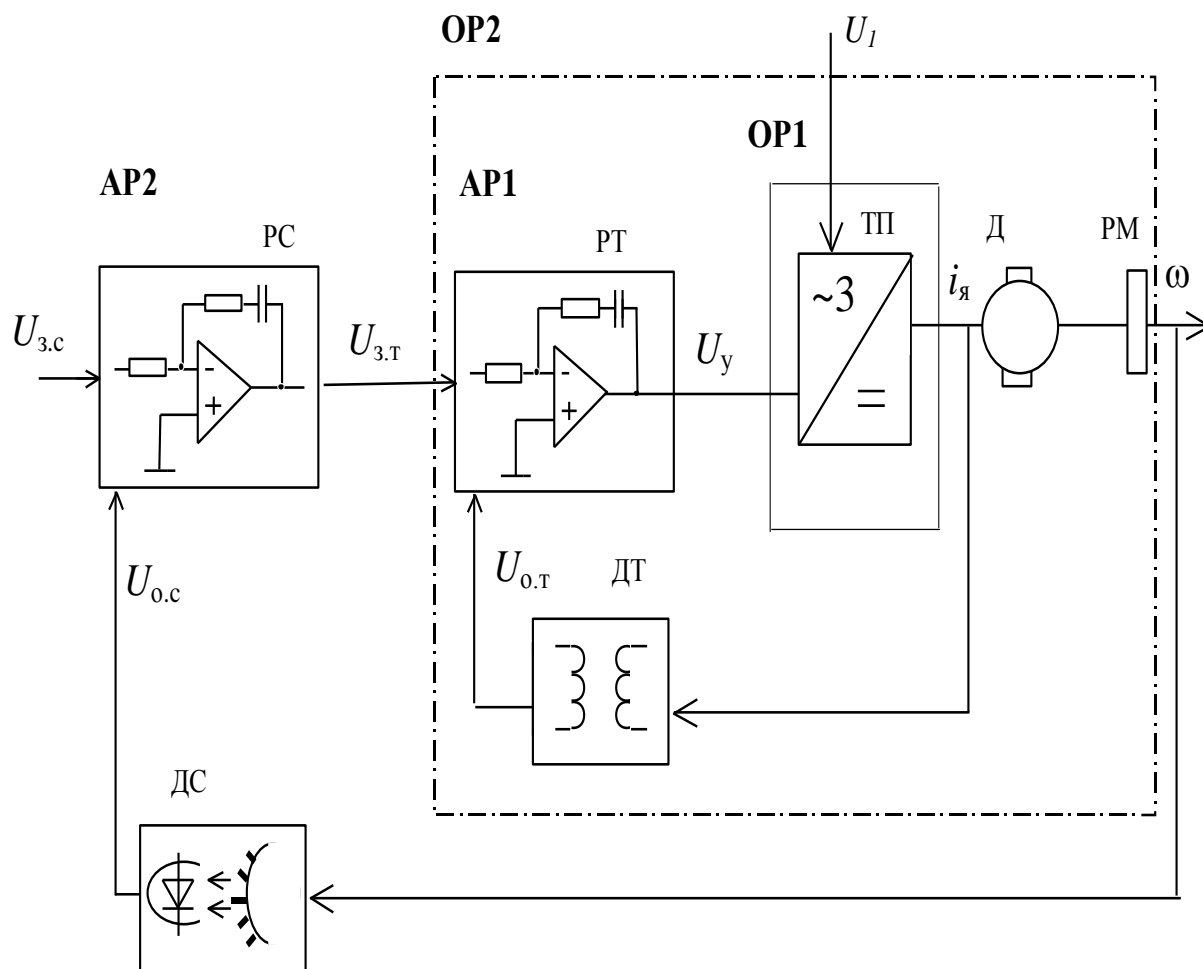 ОР2
U1
ОР1
АР2
АР1
РС
РТ
ТП
Д
РМ
~3
iя
ω
Uз.с
Uз.т
Uу
-
+
-
+
=
Uо.с
Uо.т
ДТ
ДС